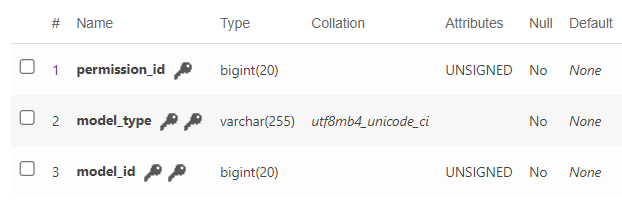 # Name Type Collation Attributes Null Default
1 permission_id bigint(20) UNSIGNED No None
2 model_type varchar(255) utf8mb4_unicode_ci No None
3 model_id bigint(20) UNSIGNED No None